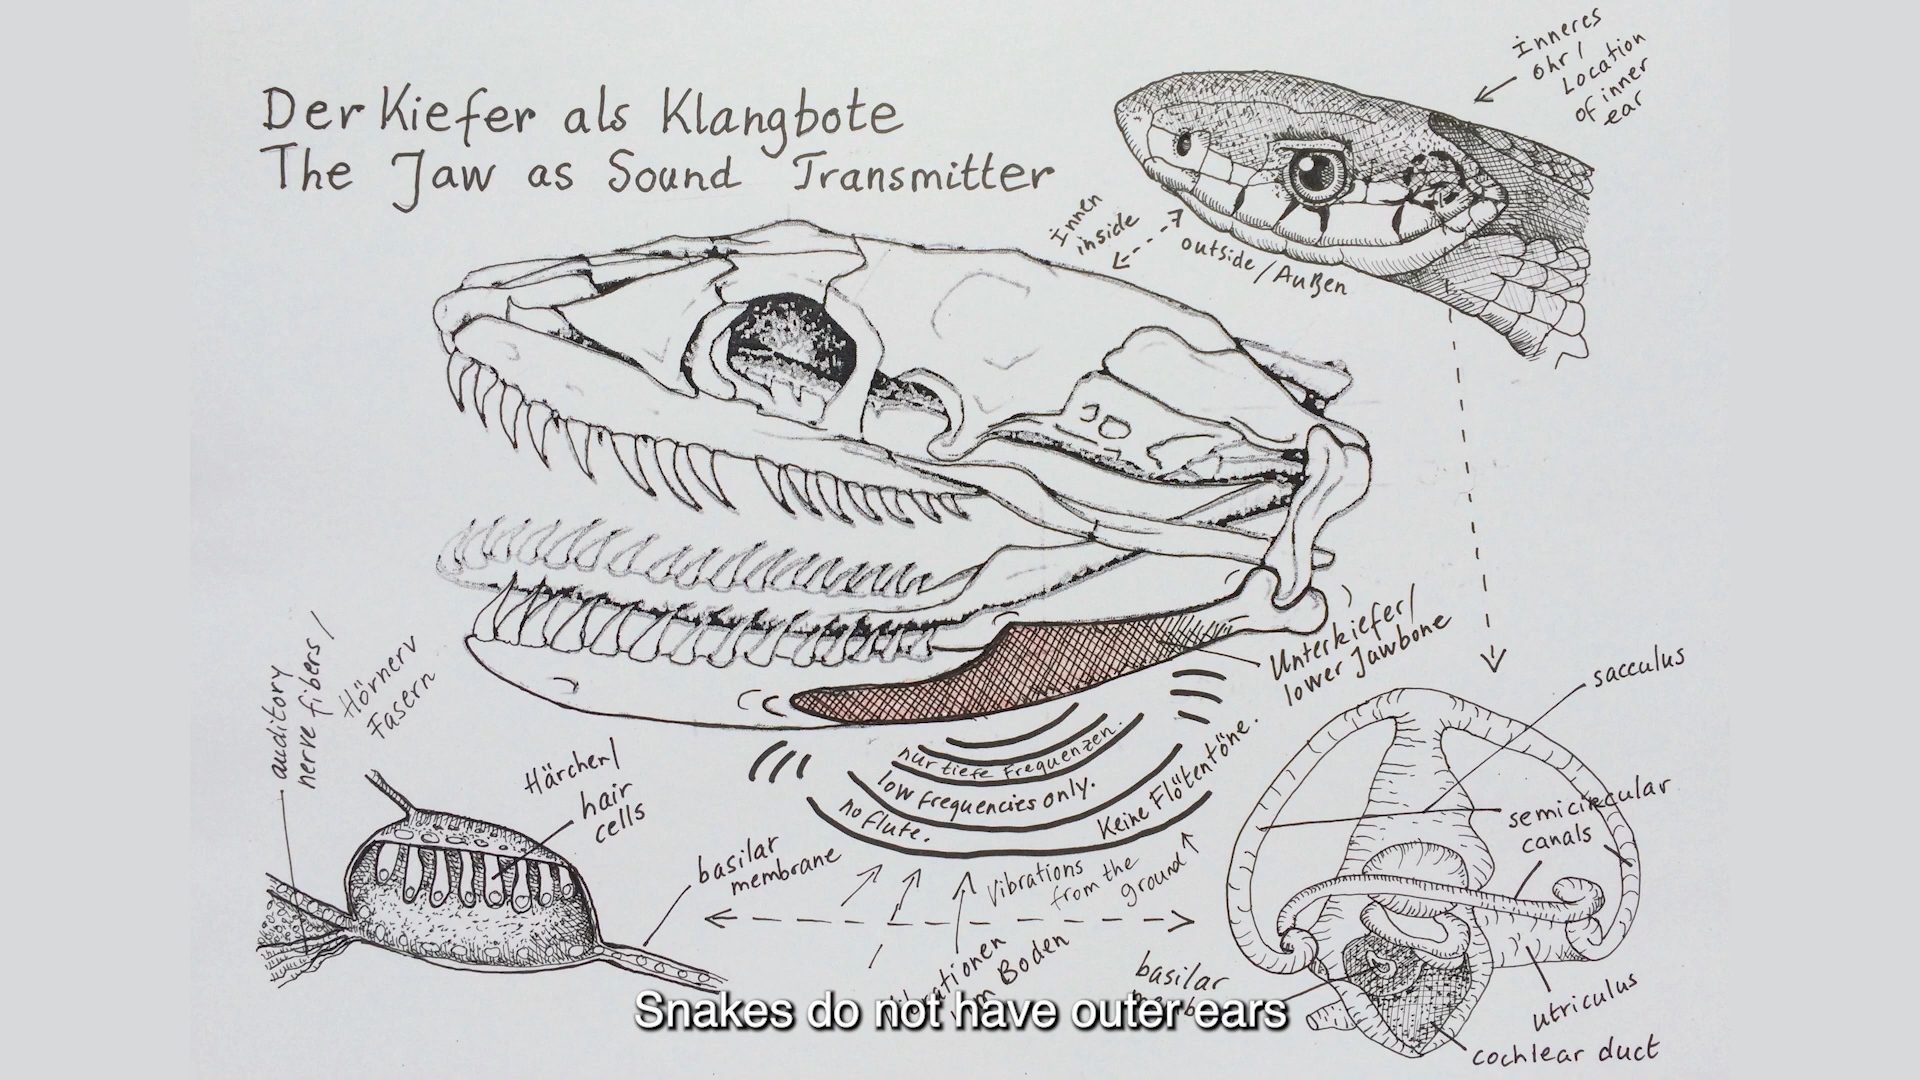 Der Kiefer als Klangbote
The Jaw as Sound Transmitter
Inneres
Ohr /
Location
of inner
ear
Innen
inside
outside / Außen
Unterkiefer/
lower Jawbone
sacculus
auditory
nerve fibers /
Hörnerv
Fasern
Härchen/
hair
cells
basilar
membrane
nur tiefe Frequenzen
low frequencies only.
no flute.
Keine Flötentöne.
Vibrations
from the
ground
semicircular
canals
Boden
basilar
utriculus
cochlear duct
Snakes do not have outer ears